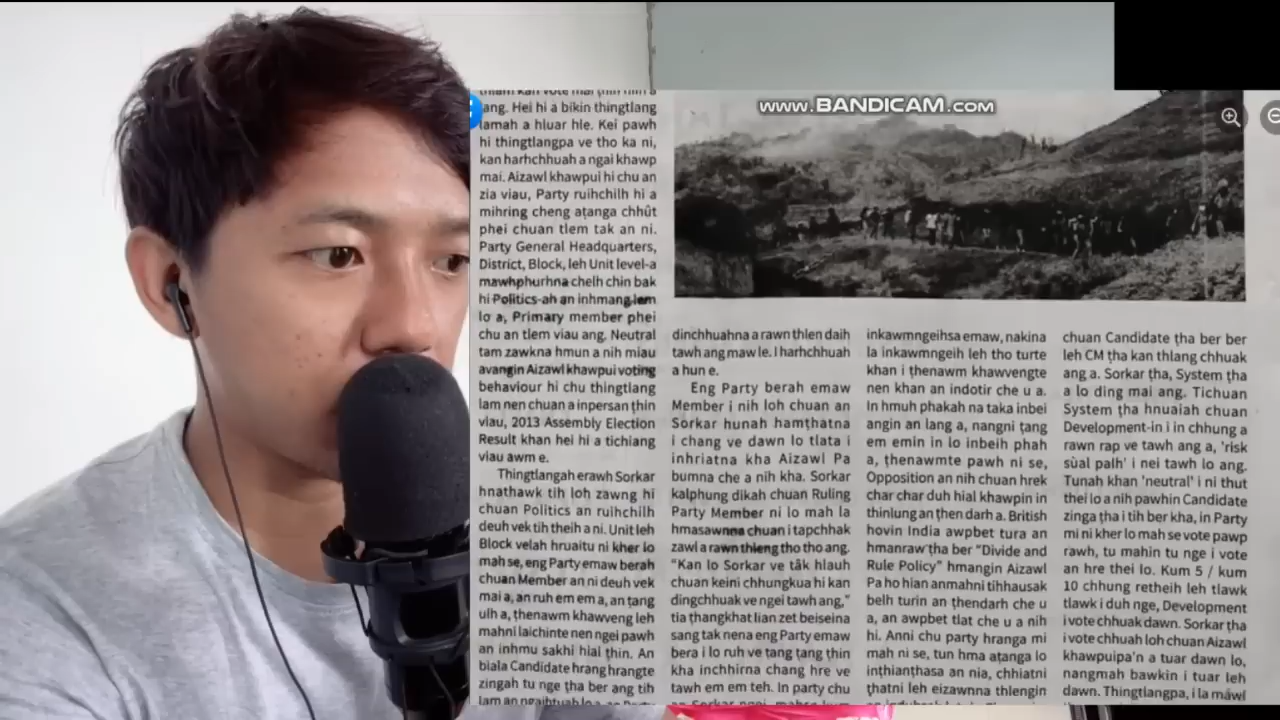 www.BANDICAM.com
ang. Hei hi a bikin thingtlang
lamah a hluar hle. Kei pawh
hi thingtlangpa ve tho ka ni,
kan harhchhuah a ngai khawp
mai. Aizawl khawpui hi chu an
zia viau, Party ruihchilh hi a
mihring cheng aṭanga chhût
phei chuan tlem tak an ni.
Party General Headquarters,
District, Block, leh Unit level-a
mawhphurhna chelh chin bak
hi Politics-ah an inhmang lem
lo a, Primary member phei
chu an tlem viau ang. Neutral
tam zawkna hmun a nih miau
avangin Aizawl khawpui voting
behaviour hi chu thingtlang
lam nen chuan a inpersan ṭhin
viau, 2013 Assembly Election
Result khan hei hi a tichiang
viau awm e.
Thingtlangah erawh Sorkar
hnathawk tih loh zawng hi
chuan Politics an ruihchilh
deuh vek tih theih a ni. Unit leh
Block velah hruaitu ni kher lo
mah se, eng Party emaw berah
chuan Member an ni deuh vek
mai a, an ruh em em a, an ṭang
ulh a, thenawm khawveng leh
mahni laichinte nen ngei pawh
an inhmu sakhi hial ṭhin. An
biala Candidate hrang hrangte
zingah tu nge ṭha ber ang tih
dinchhuahna a rawn thlen daih
tawh ang maw le. I harhchhuah
a hun e.
Eng Party berah emaw
Member i nih loh chuan an
Sorkar hunah hamṭhatna
i chang ve dawn lo tlata i
inhriatna kha Aizawl Pa
bumna che a nih kha. Sorkar
kalphung dikah chuan Ruling
Party Member ni lo mah la
hmasawnna chuan i tapchhak
zawl a rawn thleng tho tho ang.
“Kan lo Sorkar ve tâk hlauh
chuan keini chhungkua hi kan
dingchhuak ve ngei tawh ang,”
tia thangkhat lian zet beiseina
sang tak nena eng Party emaw
bera i lo ruh ve ṭang ṭang ṭhin
kha inchhirna chang hre ve
tawh em em teh. In party chu
inkawmngeihsa emaw, nakina
la inkawmngeih leh tho turte
khan i thenawm khawvengte
nen khan an indotir che u a.
In hmuh phakah na taka inbei
angin an lang a, nangni ṭang
em emin in lo inbeih phah
a, ṭhenawmte pawh ni se,
Opposition an nih chuan hrek
char char duh hial khawpin in
thinlung an ṭhen darh a. British
hovin India awpbet tura an
hmanraw ṭha ber “Divide and
Rule Policy” hmangin Aizawl
Pa ho hian anmahni tihhausak
belh turin an ṭhendarh che u
a, an awpbet tlat che u a nih
hi. Anni chu party hranga mi
mah ni se, tun hma aṭanga lo
inṭhianṭhasa an nia, chhiatni
ṭhatni leh eizawnna thlengin
chuan Candidate ṭha ber ber
leh CM ṭha kan thlang chhuak
ang a. Sorkar ṭha, System ṭha
a lo ding mai ang. Tichuan
System ṭha hnuaiah chuan
Development-in i in chhung a
rawn rap ve tawh ang a, 'risk
sùal palh' i nei tawh lo ang.
Tunah khan 'neutral' i ni thut
thei lo a nih pawhin Candidate
zinga ṭha i tih ber kha, in Party
mi ni kher lo mah se vote pawp
rawh, tu mahin tu nge i vote
an hre thei lo. Kum 5 / kum
10 chhung retheih leh tlawk
tlawk i duh nge, Development
i vote chhuak dawn. Sorkar ṭha
i vote chhuah loh chuan Aizawl
khawpuipa'n a tuar dawn lo,
nangmah bawkin i tuar leh
dawn. Thingtlangpa, i la mâwl